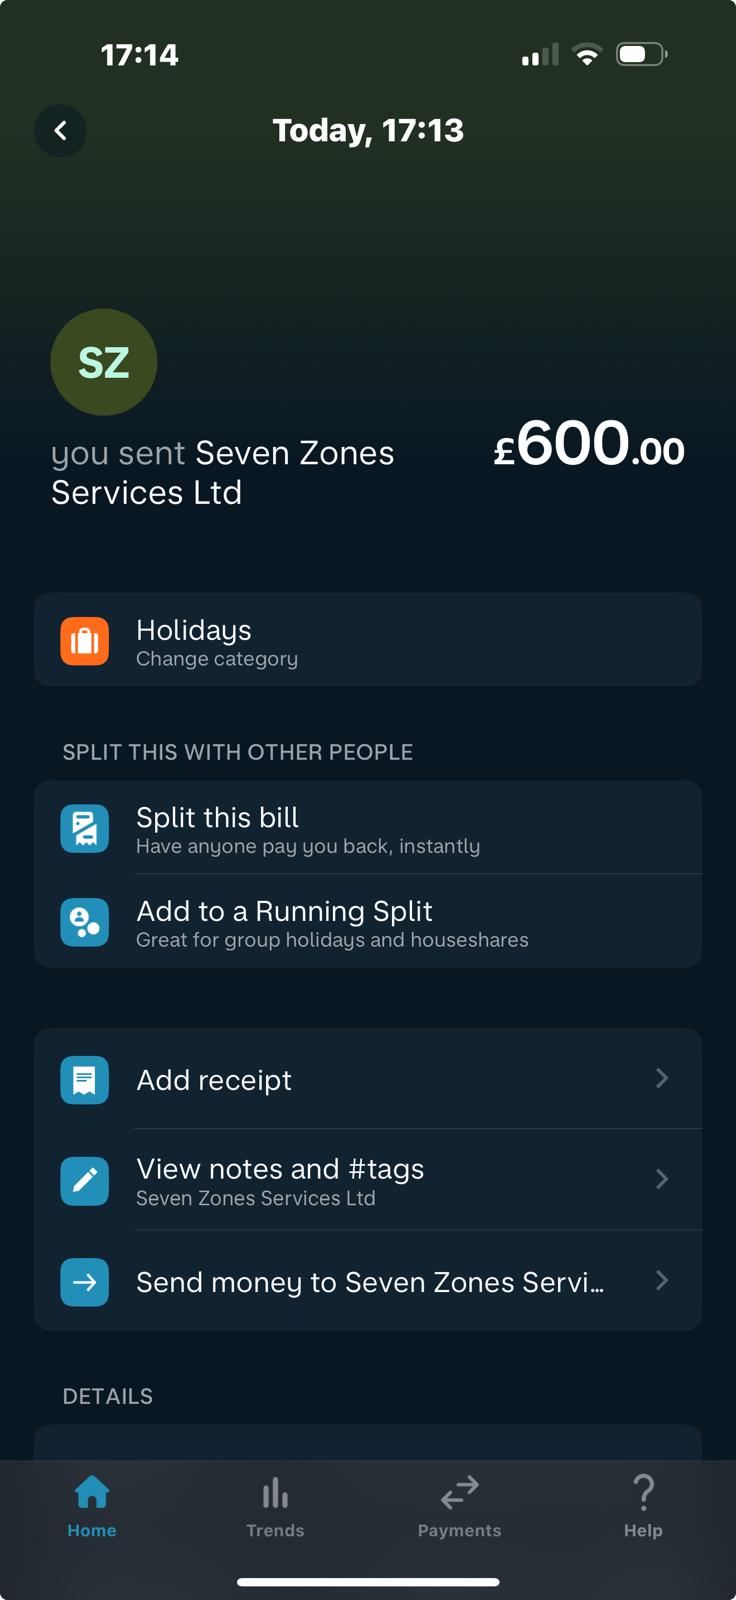 17:14
Today, 17:13
SZ
you sent Seven Zones
Services Ltd
£600.00
Holidays
Change category
SPLIT THIS WITH OTHER PEOPLE
Split this bill
Have anyone pay you back, instantly
Add to a Running Split
Great for group holidays and houseshares
Add receipt
View notes and #tags
Seven Zones Services Ltd
Send money to Seven Zones Servi...
DETAILS
Home
Trends
Payments
Help